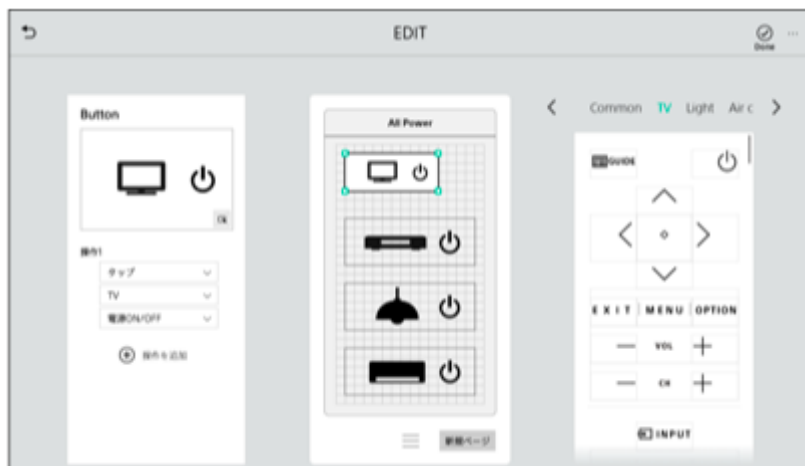 EDIT
Done
Button
操作1
タップ
TV
電源ON/OFF
操作を追加
All Power
新規ページ
Common TV Light Air c
GUIDE
EXIT MENU OPTION
VOL
CH
INPUT